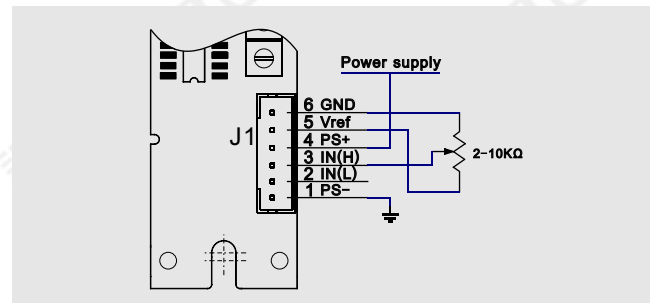 Power supply
J1
6 GND
5 Vref
4 PS+
3 IN(H)
2 IN(L)
1 PS-
2-10KΩ